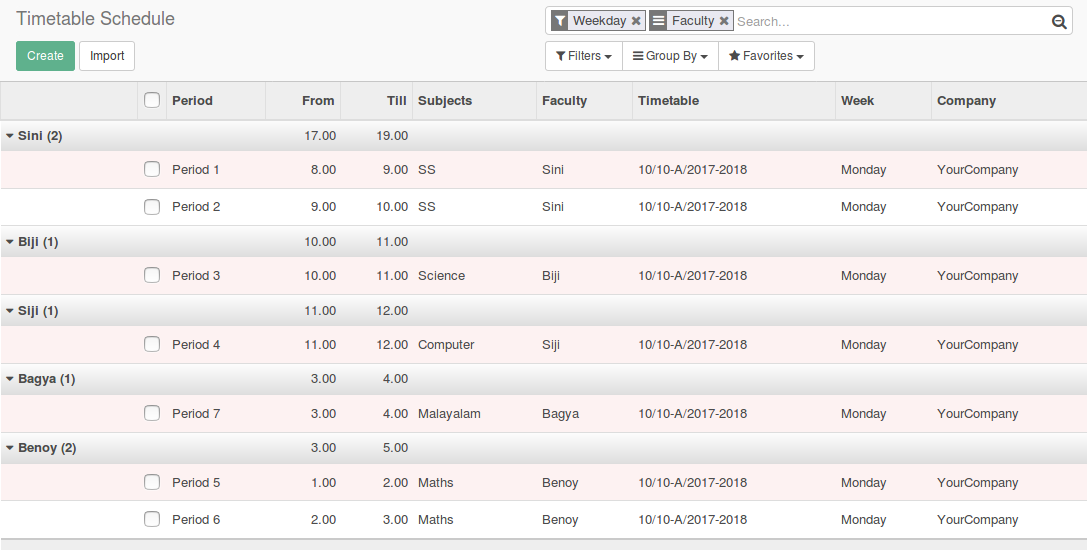 Timetable Schedule
Weekday Faculty Search...
Create Import Filters Group By Favorites
Period From Till Subjects Faculty Timetable Week Company
Sini (2) 17.00 19.00
Period 1 8.00 9.00 SS Sini 10/10-A/2017-2018 Monday YourCompany
Period 2 9.00 10.00 SS Sini 10/10-A/2017-2018 Monday YourCompany
Biji (1) 10.00 11.00
Period 3 10.00 11.00 Science Biji 10/10-A/2017-2018 Monday YourCompany
Siji (1) 11.00 12.00
Period 4 11.00 12.00 Computer Siji 10/10-A/2017-2018 Monday YourCompany
Bagya (1) 3.00 4.00
Period 7 3.00 4.00 Malayalam Bagya 10/10-A/2017-2018 Monday YourCompany
Benoy (2) 3.00 5.00
Period 5 1.00 2.00 Maths Benoy 10/10-A/2017-2018 Monday YourCompany
Period 6 2.00 3.00 Maths Benoy 10/10-A/2017-2018 Monday YourCompany